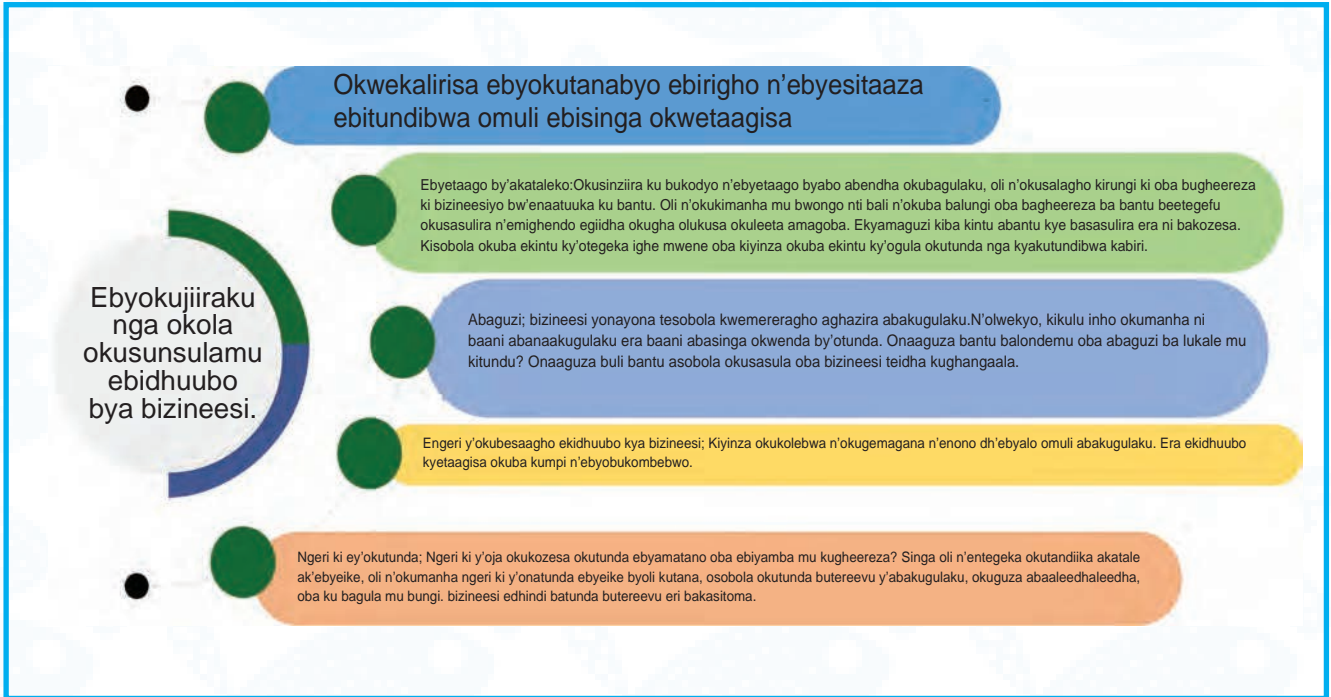 Okwekalirisa ebyokutanabyo ebirigho n'ebyesitaaza
ebitundibwa omuli ebisinga okwetaagisa
Ebyetaago by'akataleko:Okusinziira ku bukodyo n'ebyetaago byabo abendha okubagulaku, oli n'okusalagho kirungi ki oba bugheereza
ki bizineesiyo bw'enaatuuka ku bantu. Oli n'okukimanha mu bwongo nti bali n'okuba balungi oba bagheereza ba bantu beetegefu
okusasulira n'emighendo egiidha okugha olukusa okuleeta amagoba. Ekyamaguzi kiba kintu abantu kye basasulira era ni bakozesa.
Kisobola okuba ekintu ky'otegeka ighe mwene oba kiyinza okuba ekintu ky'ogula okutunda nga kyakutundibwa kabiri.
Ebyokujiiraku
nga okola
okusunsulamu
ebidhuubo
bya bizineesi.
Abaguzi; bizineesi yonayona tesobola kwemereragho aghazira abakugulaku.N'olwekyo, kikulu inho okumanha ni
baani abanaakugulaku era baani abasinga okwenda by'otunda. Onaaguza bantu balondemu oba abaguzi ba lukale mu
kitundu? Onaaguza buli bantu asobola okusasula oba bizineesi teidha kughangaala.
Engeri y'okubesaagho ekidhuubo kya bizineesi; Kiyinza okukolebwa n'okugemagana n'enono dh'ebyalo omuli abakugulaku. Era ekidhuubo
kyetaagisa okuba kumpi n'ebyobukombebwo.
Ngeri ki ey'okutunda; Ngeri ki y'oja okukozesa okutunda ebyamatano oba ebiyamba mu kugheereza? Singa oli n'entegeka okutandiika akatale
ak'ebyeike, oli n'okumanha ngeri ki y'onatunda ebyeike byoli kutana, osobola okutunda butereevu y'abakugulaku, okuguza abaaleedhaleedha,
oba ku bagula mu bungi. bizineesi edhindi batunda butereevu eri bakasitoma.